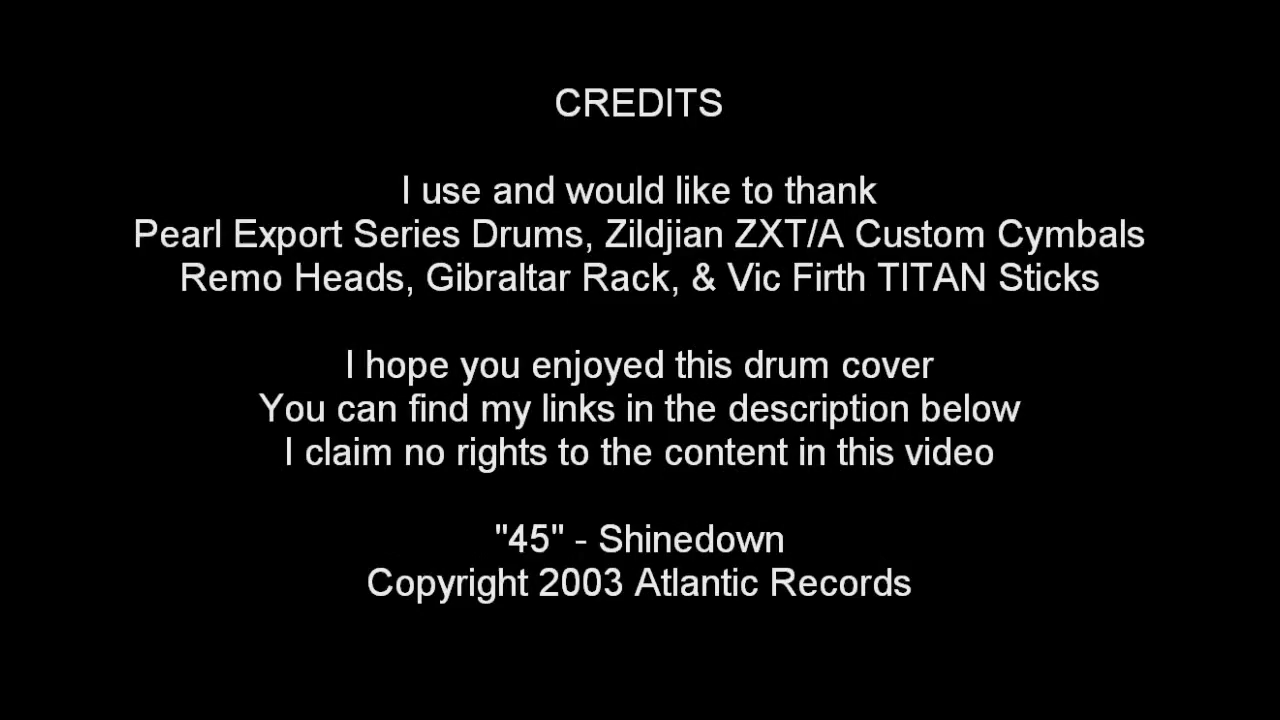 CREDITS
I use and would like to thank
Pearl Export Series Drums, Zildjian ZXT/A Custom Cymbals
Remo Heads, Gibraltar Rack, & Vic Firth TITAN Sticks
I hope you enjoyed this drum cover
You can find my links in the description below
I claim no rights to the content in this video
"45" - Shinedown
Copyright 2003 Atlantic Records